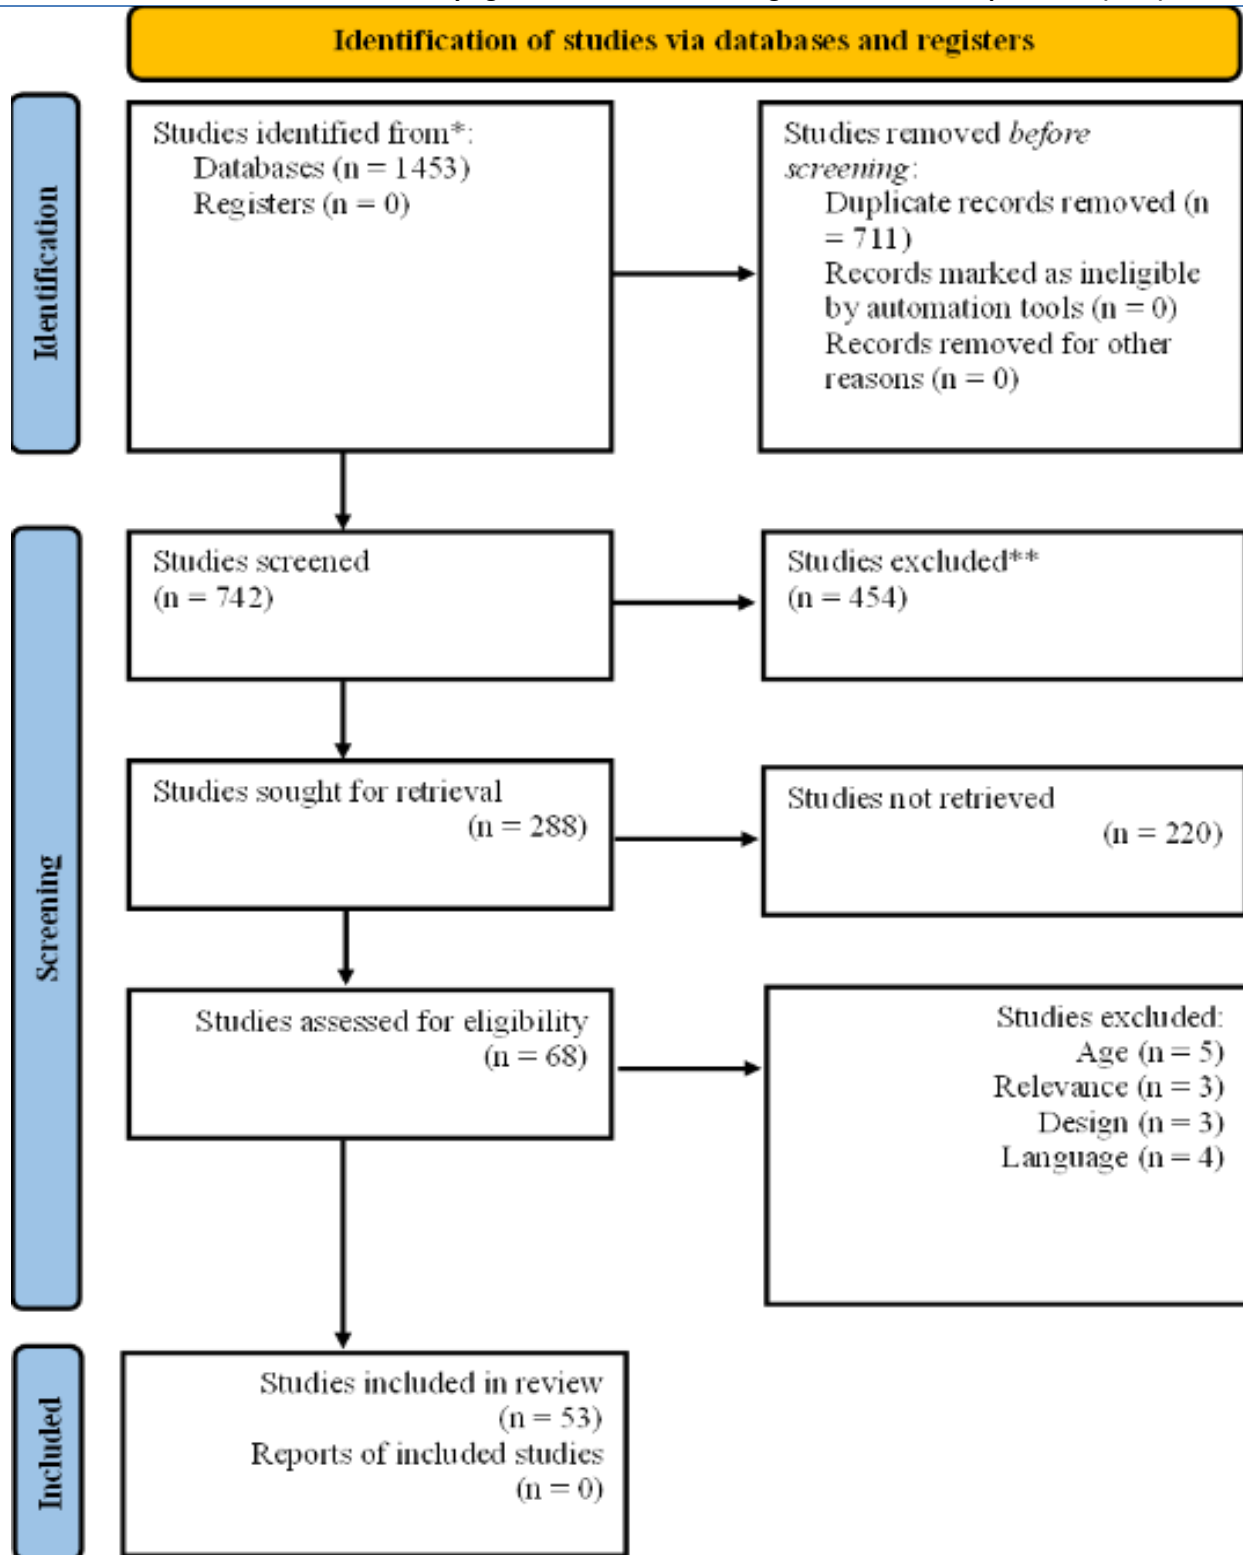 Identification of studies via databases and registers
Identification
Studies identified from*:
Databases (n = 1453)
Registers (n = 0)
Studies removed before
screening:
Duplicate records removed (n
= 711)
Records marked as ineligible
by automation tools (n = 0)
Records removed for other
reasons (n = 0)
Screening
Studies screened
(n = 742)
Studies excluded**
(n = 454)
Studies sought for retrieval
(n = 288)
Studies not retrieved
(n = 220)
Studies assessed for eligibility
(n = 68)
Studies excluded:
Age (n = 5)
Relevance (n = 3)
Design (n = 3)
Language (n = 4)
Included
Studies included in review
(n = 53)
Reports of included studies
(n = 0)